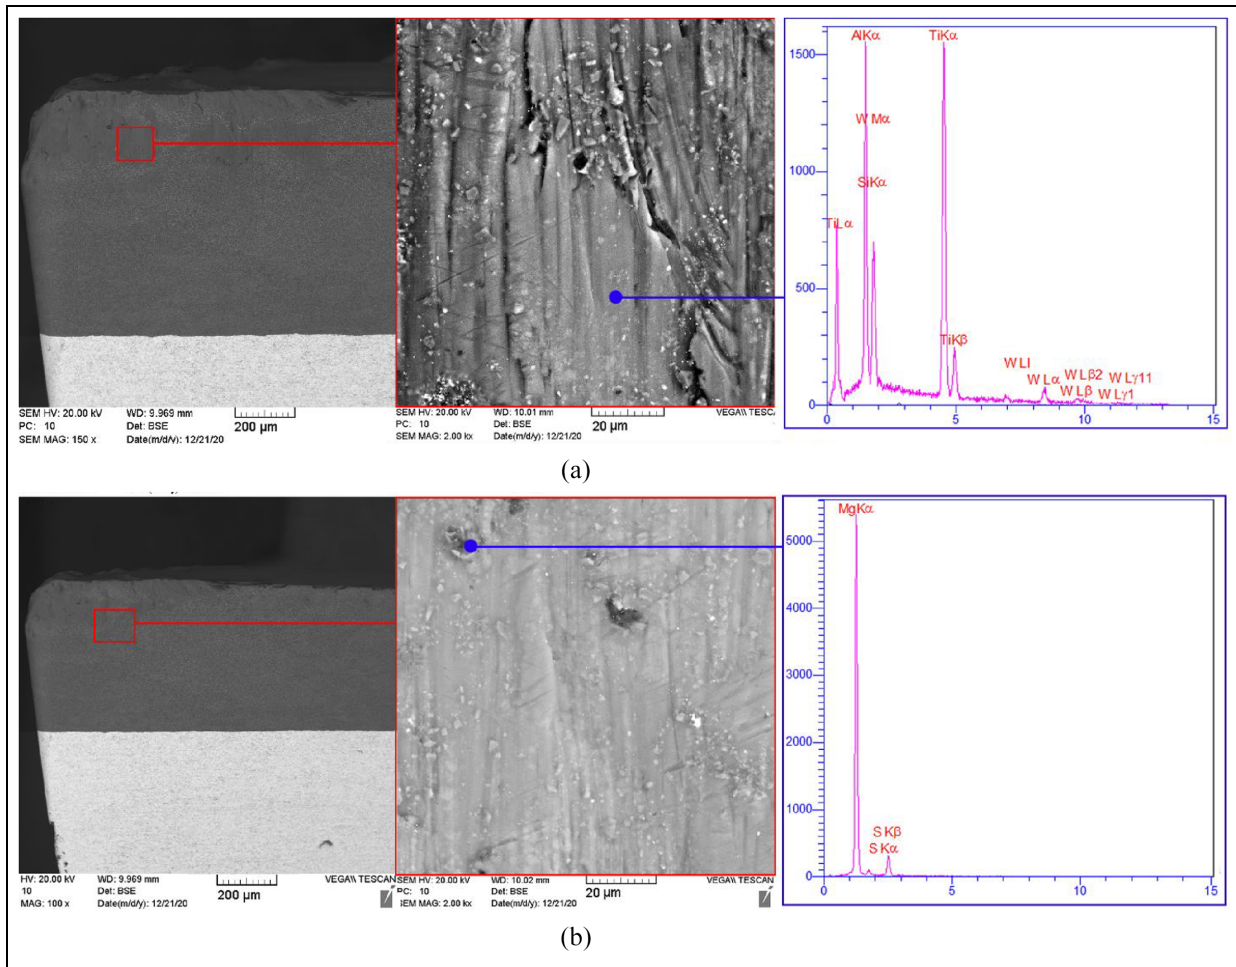 AlKα
TiKα
1500
W Mα
1000
SiKα
TiLα
500
TiKβ
W Ll
W Lβ2
W Lγ11
W Lα
W Lβ
W Lγ1
0
0
5
10
15
SEM HV: 20.00 kV
WD: 9.969 mm
PC: 10
Det: BSE
200 µm
SEM MAG: 150 x
Date(m/d/y): 12/21/20
SEM HV: 20.00 kV
WD: 10.01 mm
VEGA\\ TESCAN
PC: 10
Det: BSE
20 µm
SEM MAG: 2.00 kx
Date(m/d/y): 12/21/20
(a)
MgKα
5000
4000
3000
2000
1000
S Kβ
S Kα
0
0
5
10
15
HV: 20.00 kV
WD: 9.969 mm
VEGA\\ TESCAN
10
Det: BSE
200 µm
MAG: 100 x
Date(m/d/y): 12/21/20
SEM HV: 20.00 kV
WD: 10.02 mm
VEGA\\ TESCAN
PC: 10
Det: BSE
20 µm
SEM MAG: 2.00 kx
Date(m/d/y): 12/21/20
(b)